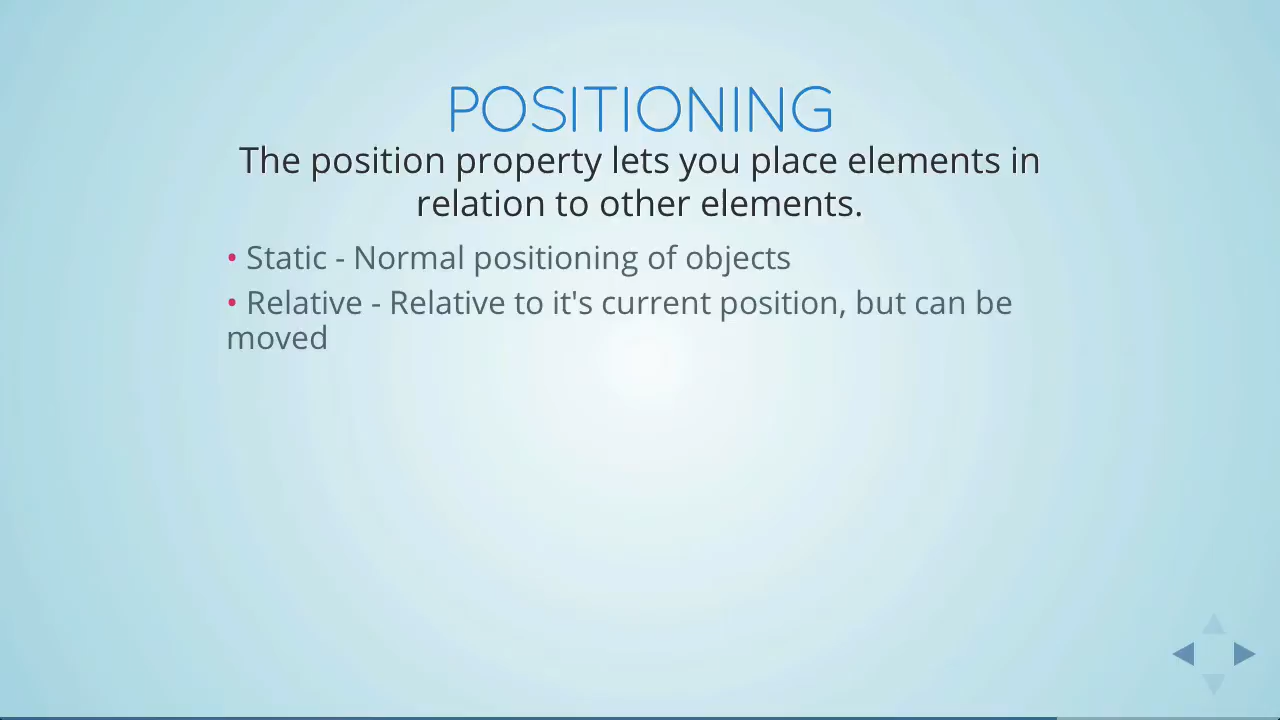 POSITIONING
The position property lets you place elements in
relation to other elements.
• Static - Normal positioning of objects
• Relative - Relative to it's current position, but can be
moved